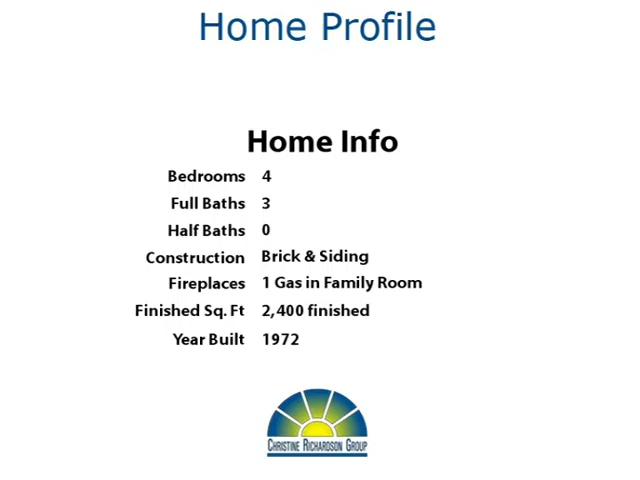 Home Profile
Home Info
Bedrooms 4
Full Baths 3
Half Baths 0
Construction Brick & Siding
Fireplaces 1 Gas in Family Room
Finished Sq. Ft 2,400 finished
Year Built 1972
CHRISTINE RICHARDSON GROUP